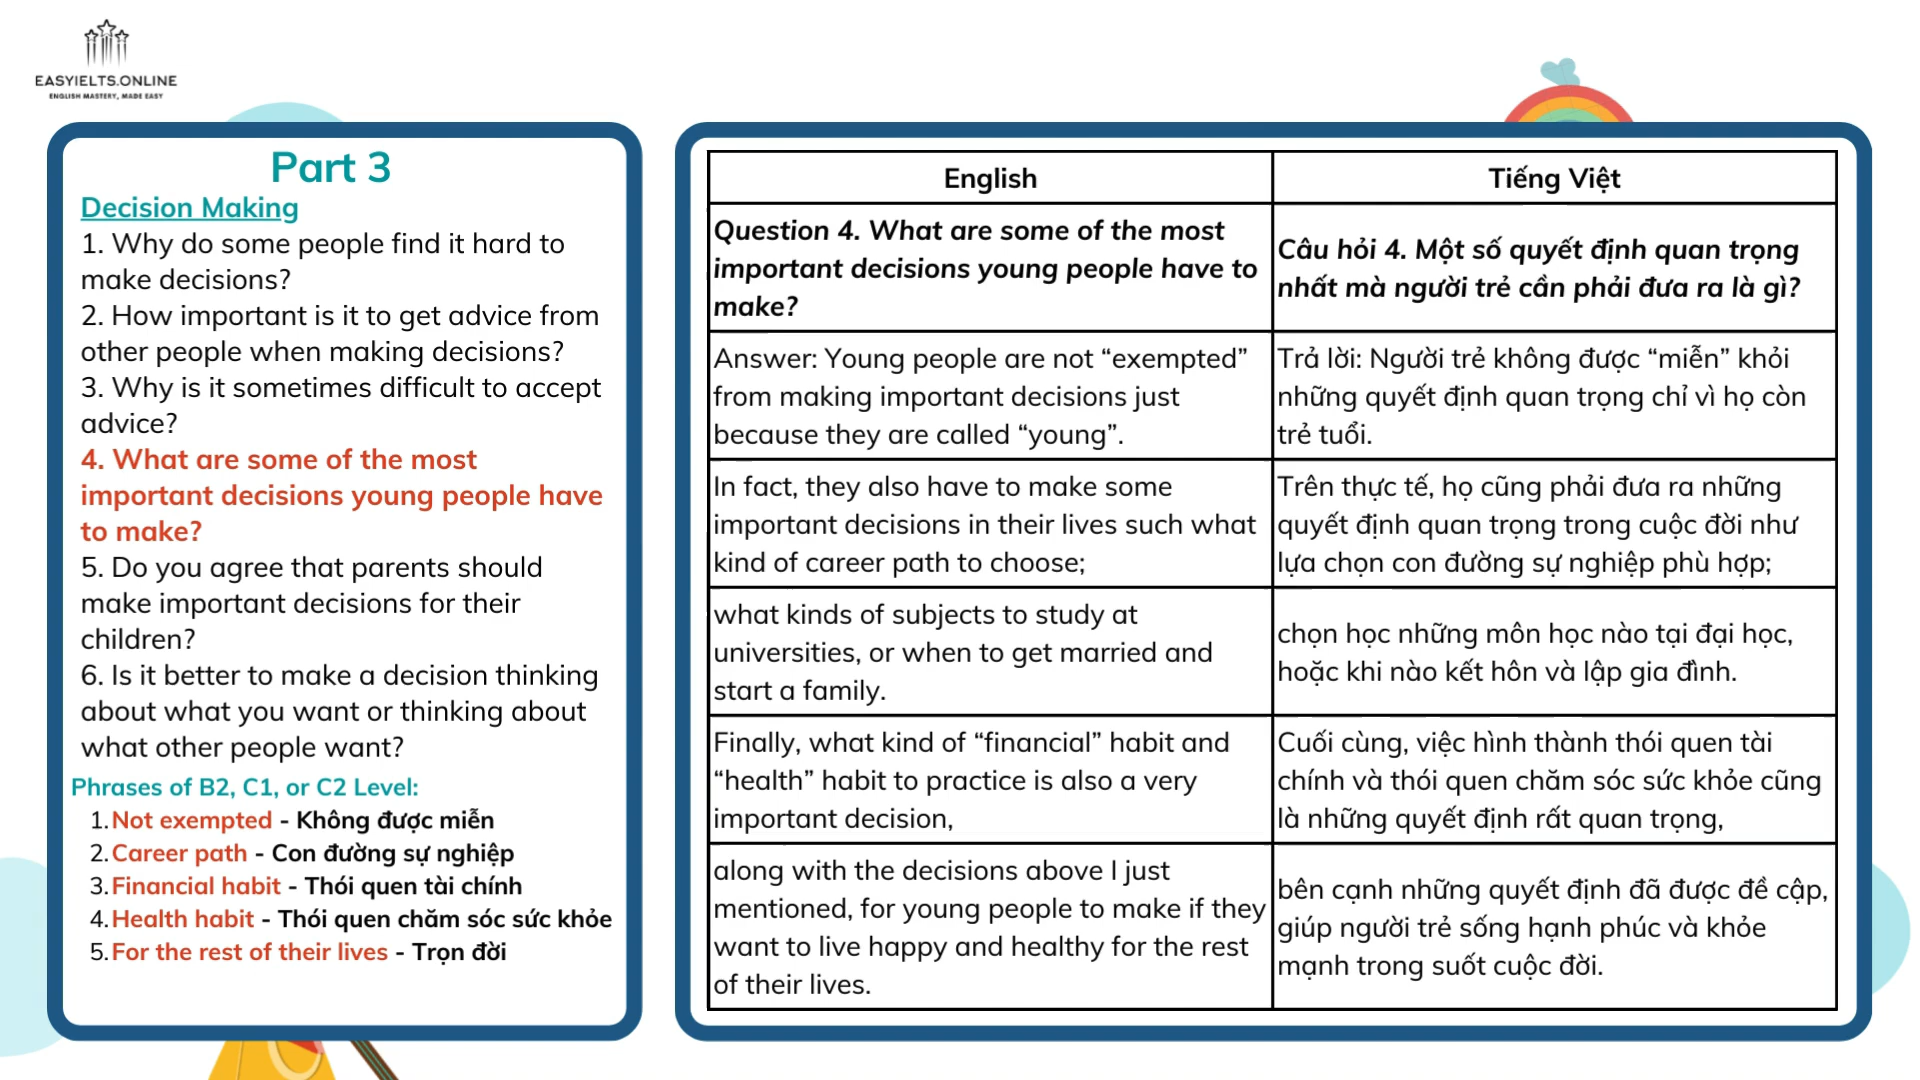 EASYIELTS.ONLINE
ENGLISH MASTERY, MADE EASY
Part 3
Decision Making
1. Why do some people find it hard to
make decisions?
2. How important is it to get advice from
other people when making decisions?
3. Why is it sometimes difficult to accept
advice?
4. What are some of the most
important decisions young people have
to make?
5. Do you agree that parents should
make important decisions for their
children?
6. Is it better to make a decision thinking
about what you want or thinking about
what other people want?
Phrases of B2, C1, or C2 Level:
1. Not exempted - Không được miễn
2. Career path - Con đường sự nghiệp
3. Financial habit - Thói quen tài chính
4. Health habit - Thói quen chăm sóc sức khỏe
5. For the rest of their lives - Trọn đời
English
Tiếng Việt
Question 4. What are some of the most
important decisions young people have to
make?
Câu hỏi 4. Một số quyết định quan trọng
nhất mà người trẻ cần phải đưa ra là gì?
Answer: Young people are not “exempted”
from making important decisions just
because they are called “young”.
Trả lời: Người trẻ không được “miễn” khỏi
những quyết định quan trọng chỉ vì họ còn
trẻ tuổi.
In fact, they also have to make some
important decisions in their lives such what
kind of career path to choose;
Trên thực tế, họ cũng phải đưa ra những
quyết định quan trọng trong cuộc đời như
lựa chọn con đường sự nghiệp phù hợp;
what kinds of subjects to study at
universities, or when to get married and
start a family.
chọn học những môn học nào tại đại học,
hoặc khi nào kết hôn và lập gia đình.
Finally, what kind of “financial” habit and
“health” habit to practice is also a very
important decision,
Cuối cùng, việc hình thành thói quen tài
chính và thói quen chăm sóc sức khỏe cũng
là những quyết định rất quan trọng,
along with the decisions above I just
mentioned, for young people to make if they
want to live happy and healthy for the rest
of their lives.
bên cạnh những quyết định đã được đề cập,
giúp người trẻ sống hạnh phúc và khỏe
mạnh trong suốt cuộc đời.